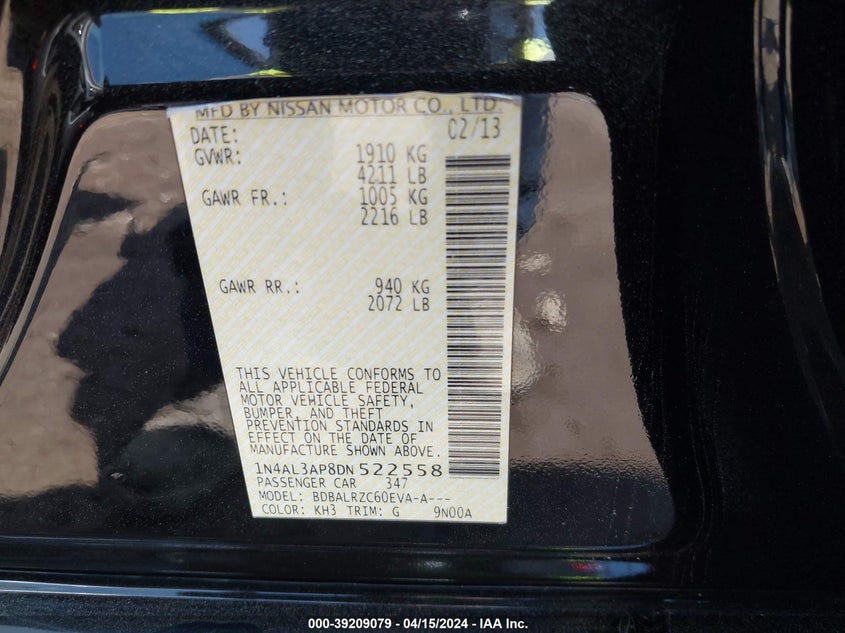 MFD BY NISSAN MOTOR CO., LTD.
DATE: 02/13
GVWR: 1910 KG
4211 LB
GAWR FR.: 1005 KG
2216 LB
GAWR RR.: 940 KG
2072 LB
THIS VEHICLE CONFORMS TO
ALL APPLICABLE FEDERAL
MOTOR VEHICLE SAFETY,
BUMPER, AND THEFT
PREVENTION STANDARDS IN
EFFECT ON THE DATE OF
MANUFACTURE SHOWN ABOVE.
1N4AL3AP8DN522558
PASSENGER CAR 347
MODEL: BDBALRZC60EVA-A---
COLOR: KH3 TRIM: G 9N00A
000-39209079 - 04/15/2024 - IAA Inc.